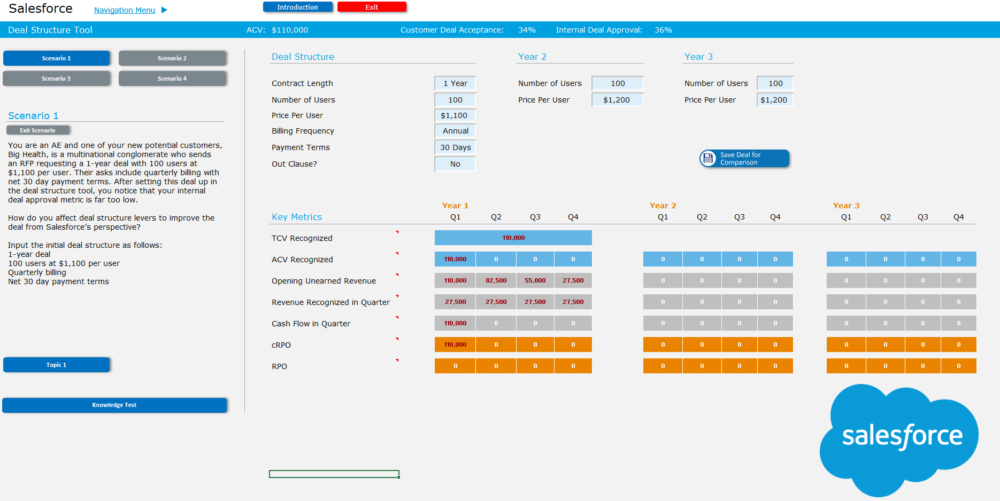 Salesforce
Navigation Menu
Introduction
Exit
Deal Structure Tool
ACV: $110,000
Customer Deal Acceptance: 34%
Internal Deal Approval: 36%
Scenario 1
Scenario 2
Scenario 3
Scenario 4
Scenario 1
Exit Scenario
You are an AE and one of your new potential customers,
Big Health, is a multinational conglomerate who sends
an RFP requesting a 1-year deal with 100 users at
$1,100 per user. Their asks include quarterly billing with
net 30 day payment terms. After setting this deal up in
the deal structure tool, you notice that your internal
deal approval metric is far too low.
How do you affect deal structure levers to improve the
deal from Salesforce's perspective?
Input the initial deal structure as follows:
1-year deal
100 users at $1,100 per user
Quarterly billing
Net 30 day payment terms
Topic 1
Knowledge Test
Deal Structure
Contract Length 1 Year
Number of Users 100
Price Per User $1,100
Billing Frequency Annual
Payment Terms 30 Days
Out Clause? No
Year 2
Number of Users 100
Price Per User $1,200
Year 3
Number of Users 100
Price Per User $1,200
Save Deal for
Comparison
Year 1 Year 2 Year 3
Key Metrics Q1 Q2 Q3 Q4 Q1 Q2 Q3 Q4 Q1 Q2 Q3 Q4
TCV Recognized 110,000
ACV Recognized 110,000 0 0 0 0 0 0 0 0 0 0 0
Opening Unearned Revenue 110,000 82,500 55,000 27,500 0 0 0 0 0 0 0 0
Revenue Recognized in Quarter 27,500 27,500 27,500 27,500 0 0 0 0 0 0 0 0
Cash Flow in Quarter 110,000 0 0 0 0 0 0 0 0 0 0 0
cRPO 110,000 0 0 0 0 0 0 0 0 0 0 0
RPO 0 0 0 0 0 0 0 0 0 0 0 0
salesforce